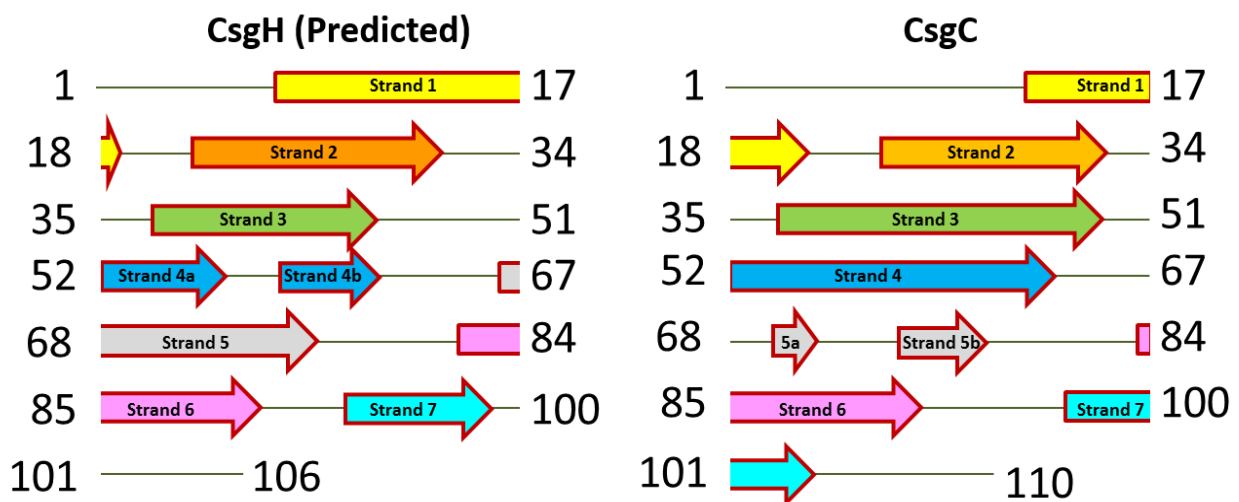 CsgH (Predicted) CsgC
1 Strand 1 17 1 Strand 1 17
18 Strand 2 34 18 Strand 2 34
35 Strand 3 51 35 Strand 3 51
52 Strand 4a Strand 4b 67 52 Strand 4 67
68 Strand 5 84 68 5a Strand 5b 84
85 Strand 6 Strand 7 100 85 Strand 6 Strand 7 100
101 106 101 110